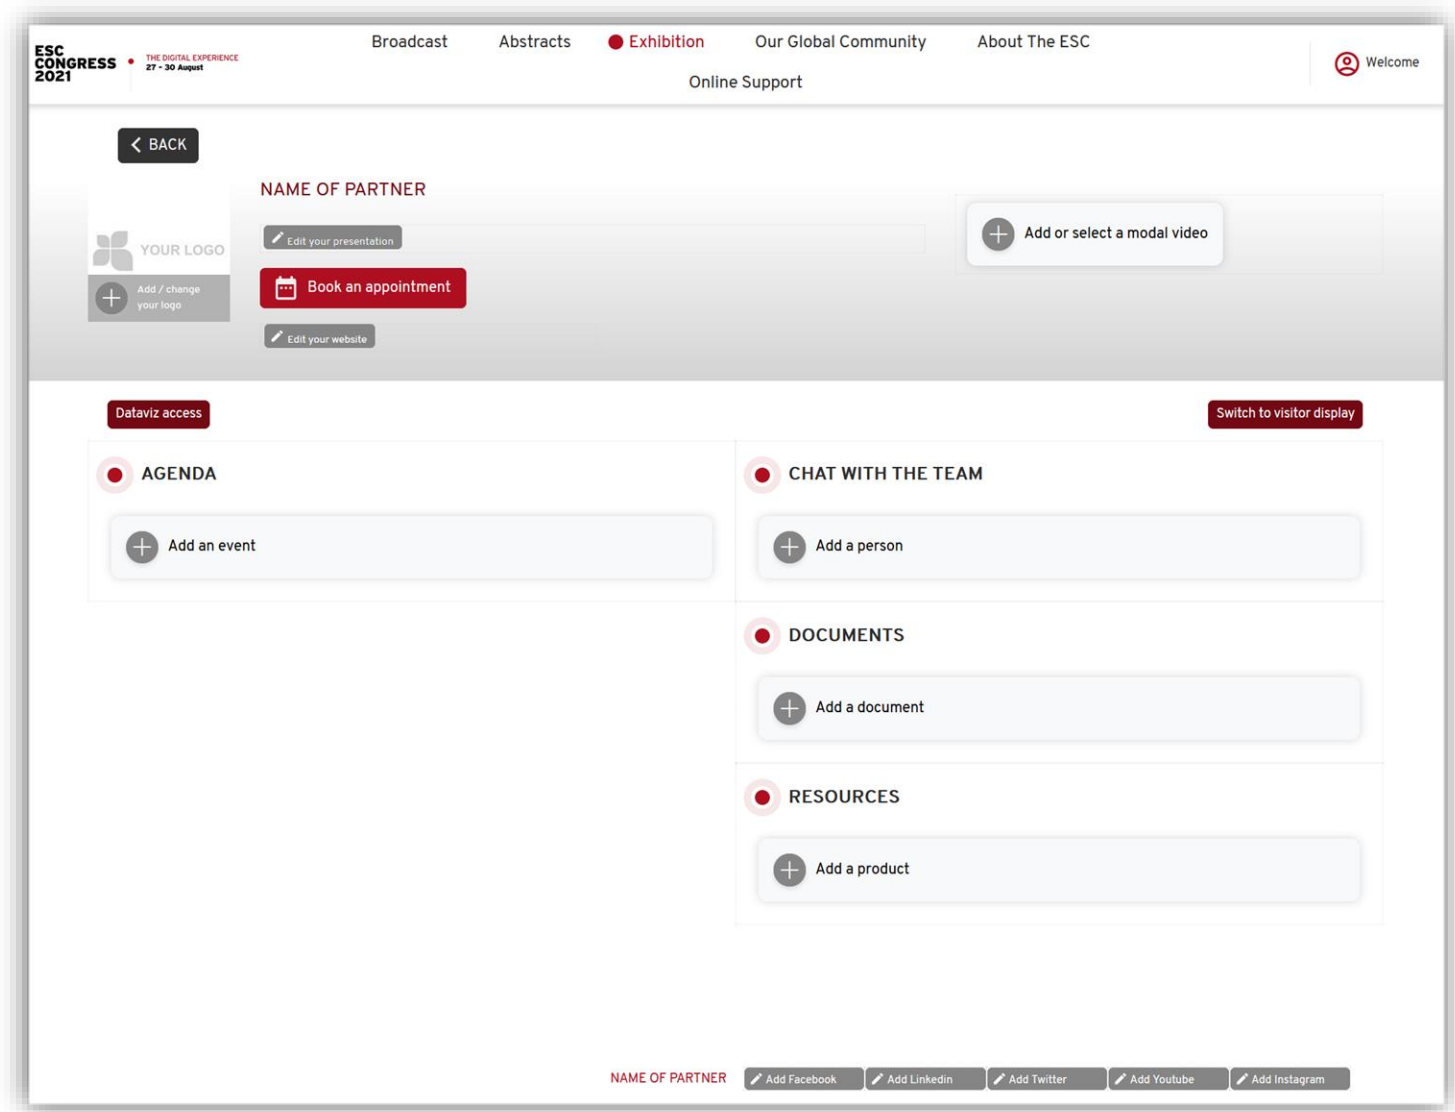 ESC
CONGRESS
2021
THE DIGITAL EXPERIENCE
27 - 30 August
Broadcast
Abstracts
Exhibition
Our Global Community
About The ESC
Online Support
Welcome
BACK
NAME OF PARTNER
YOUR LOGO
Add / change
your logo
Edit your presentation
Book an appointment
Edit your website
Add or select a modal video
Dataviz access
Switch to visitor display
AGENDA
Add an event
CHAT WITH THE TEAM
Add a person
DOCUMENTS
Add a document
RESOURCES
Add a product
NAME OF PARTNER
Add Facebook
Add Linkedin
Add Twitter
Add Youtube
Add Instagram